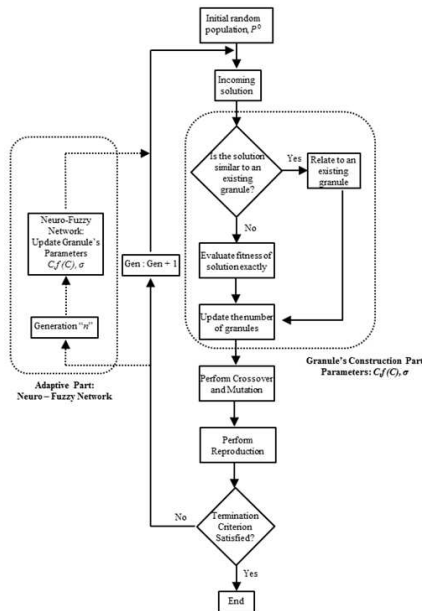 Initial random
population, P⁰
Incoming
solution
Is the solution
similar to an
existing
granule?
Yes
Relate to an
existing
granule
No
Evaluate fitness of
solution exactly
Update the number
of granules
Granule's Construction Part
Parameters: C,f (C), σ
Neuro-Fuzzy
Network:
Update Granule's
Parameters
C,f (C), σ
Gen : Gen + 1
Generation "n"
Adaptive Part:
Neuro – Fuzzy Network
Perform Crossover
and Mutation
Perform
Reproduction
No
Termination
Criterion
Satisfied?
Yes
End